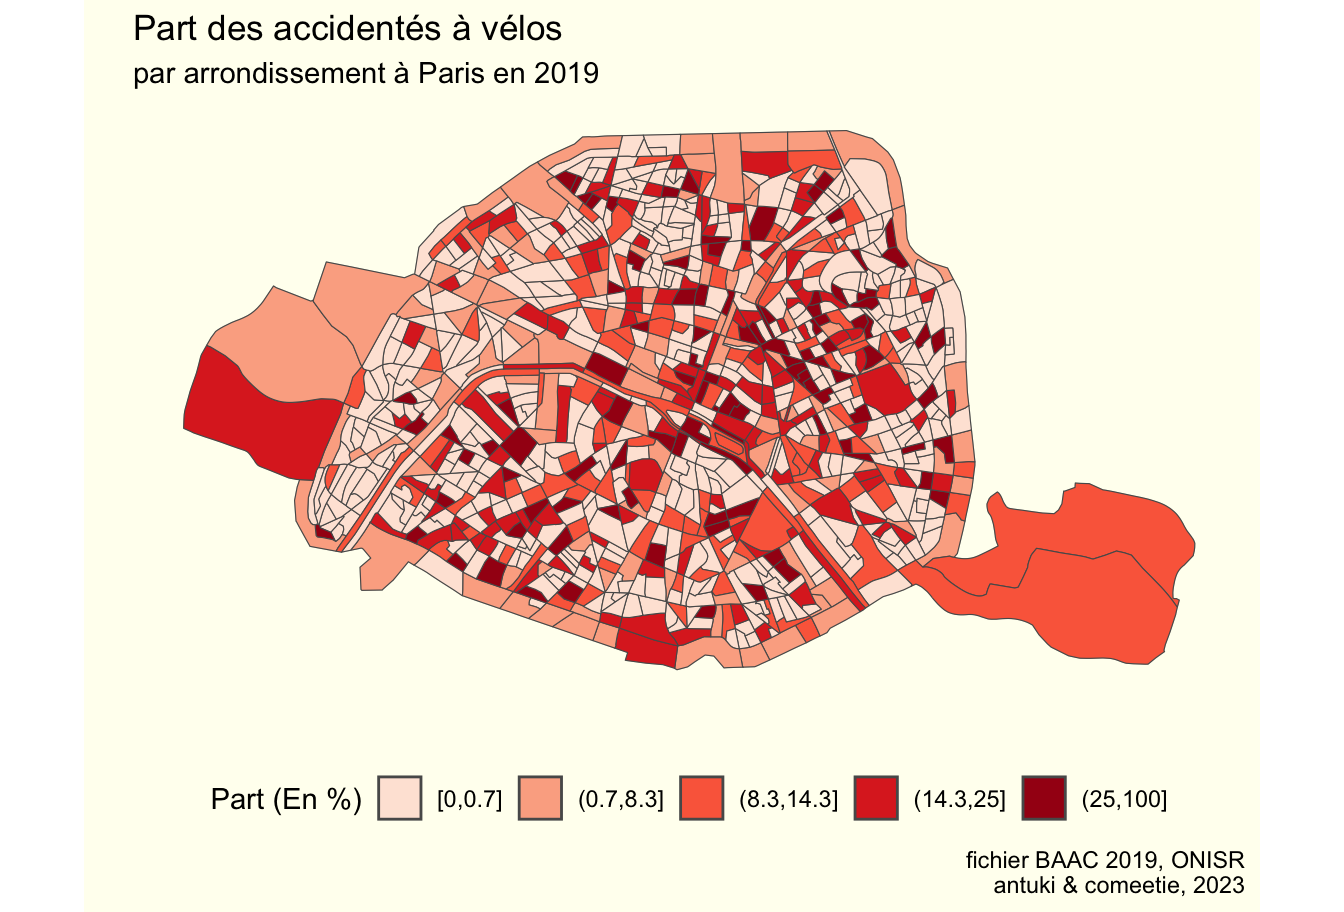 Part des accidentés à vélos
par arrondissement à Paris en 2019
Part (En %) [0,0.7] (0.7,8.3] (8.3,14.3] (14.3,25] (25,100]
fichier BAAC 2019, ONISR
antuki & comeetie, 2023